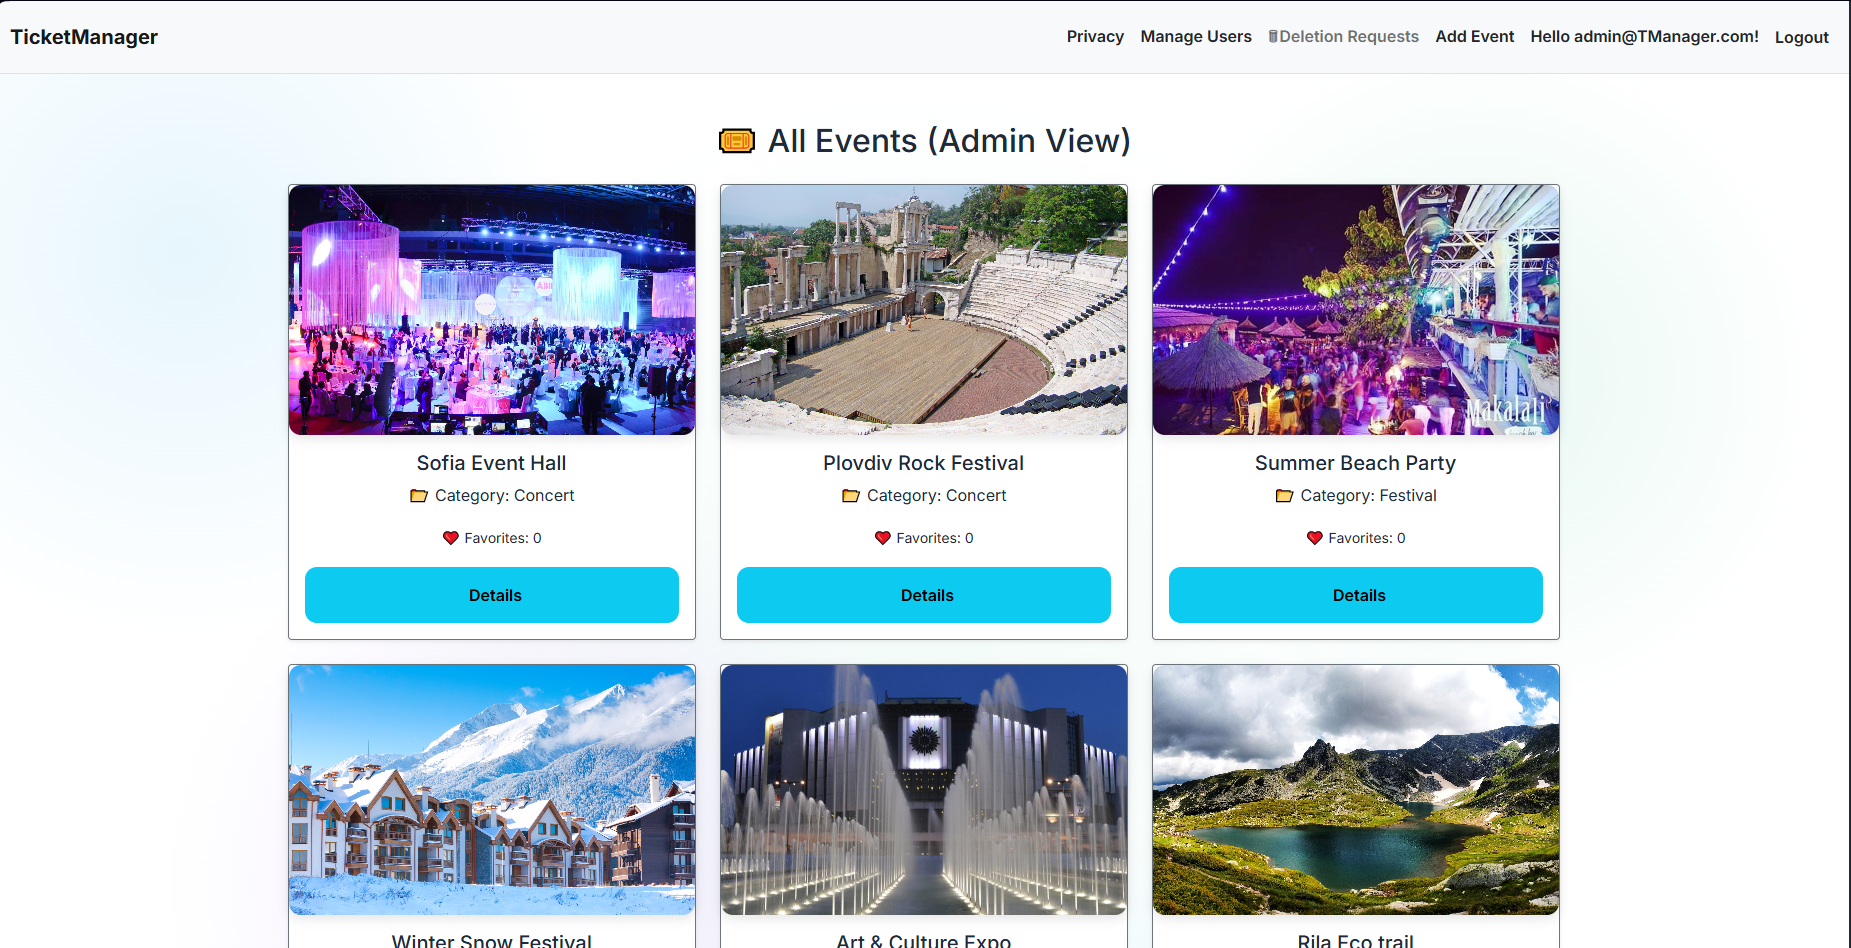 TicketManager
Privacy Manage Users Deletion Requests Add Event Hello admin@TManager.com! Logout
All Events (Admin View)
Makalali
Sofia Event Hall
Category: Concert
Favorites: 0
Details
Plovdiv Rock Festival
Category: Concert
Favorites: 0
Details
Summer Beach Party
Category: Festival
Favorites: 0
Details
Winter Snow Festival
Art & Culture Expo
Rila Eco trail